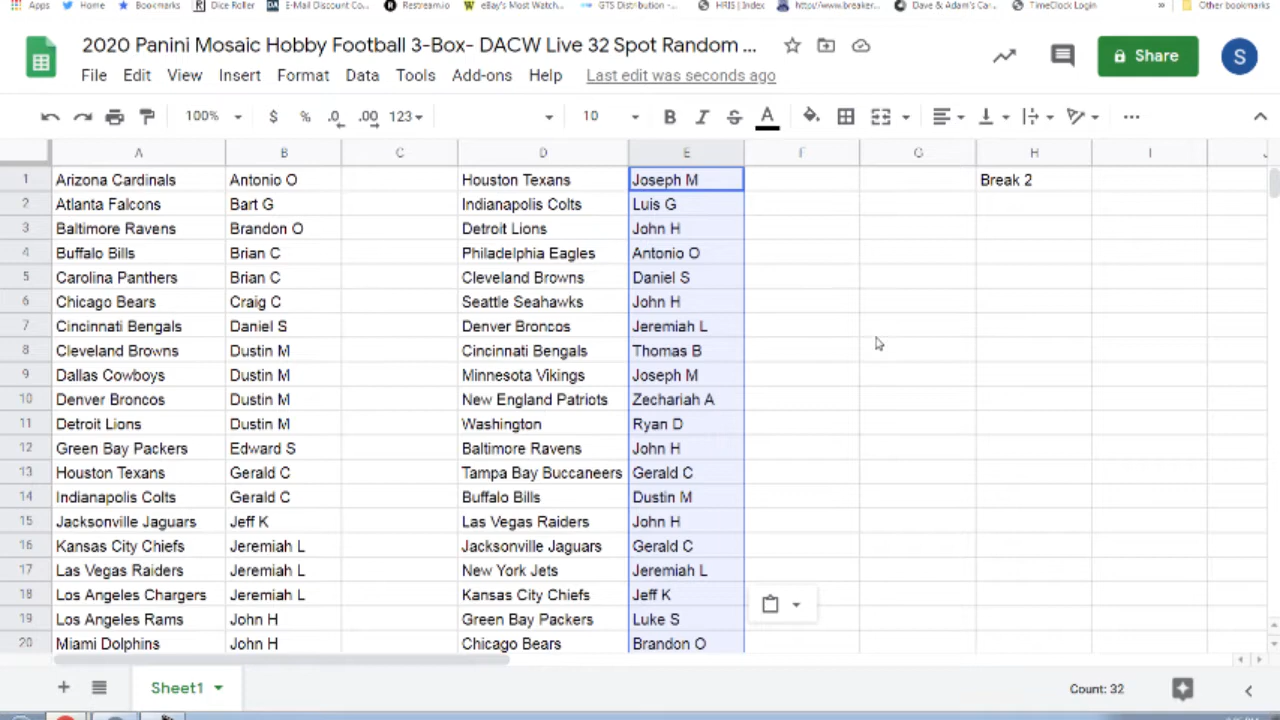 Twitter Home Bookmarks Dice Roller E-Mail Discount Co... Restream.io eBay's Most Watch... GTS Distribution -... HRIS | Index http://www.breaker... Dave & Adam's Car... TimeClock Login » Other bookmarks
2020 Panini Mosaic Hobby Football 3-Box- DACW Live 32 Spot Random ...
Share S
File Edit View Insert Format Data Tools Add-ons Help Last edit was seconds ago
100% $ % .0 .00 123 10 B I S A ...
A B C D E F G H I J
1 Arizona Cardinals Antonio O Houston Texans Joseph M Break 2
2 Atlanta Falcons Bart G Indianapolis Colts Luis G
3 Baltimore Ravens Brandon O Detroit Lions John H
4 Buffalo Bills Brian C Philadelphia Eagles Antonio O
5 Carolina Panthers Brian C Cleveland Browns Daniel S
6 Chicago Bears Craig C Seattle Seahawks John H
7 Cincinnati Bengals Daniel S Denver Broncos Jeremiah L
8 Cleveland Browns Dustin M Cincinnati Bengals Thomas B
9 Dallas Cowboys Dustin M Minnesota Vikings Joseph M
10 Denver Broncos Dustin M New England Patriots Zechariah A
11 Detroit Lions Dustin M Washington Ryan D
12 Green Bay Packers Edward S Baltimore Ravens John H
13 Houston Texans Gerald C Tampa Bay Buccaneers Gerald C
14 Indianapolis Colts Gerald C Buffalo Bills Dustin M
15 Jacksonville Jaguars Jeff K Las Vegas Raiders John H
16 Kansas City Chiefs Jeremiah L Jacksonville Jaguars Gerald C
17 Las Vegas Raiders Jeremiah L New York Jets Jeremiah L
18 Los Angeles Chargers Jeremiah L Kansas City Chiefs Jeff K
19 Los Angeles Rams John H Green Bay Packers Luke S
20 Miami Dolphins John H Chicago Bears Brandon O
Sheet1 Count: 32